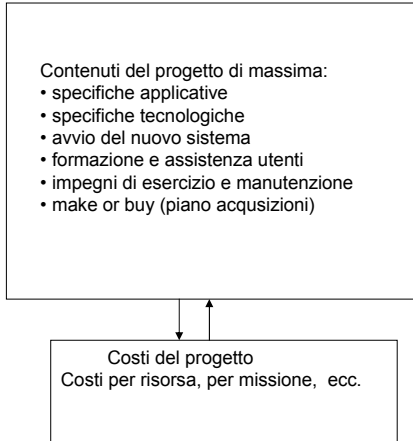 Contenuti del progetto di massima:
• specifiche applicative
• specifiche tecnologiche
• avvio del nuovo sistema
• formazione e assistenza utenti
• impegni di esercizio e manutenzione
• make or buy (piano acqusizioni)
Costi del progetto
Costi per risorsa, per missione, ecc.